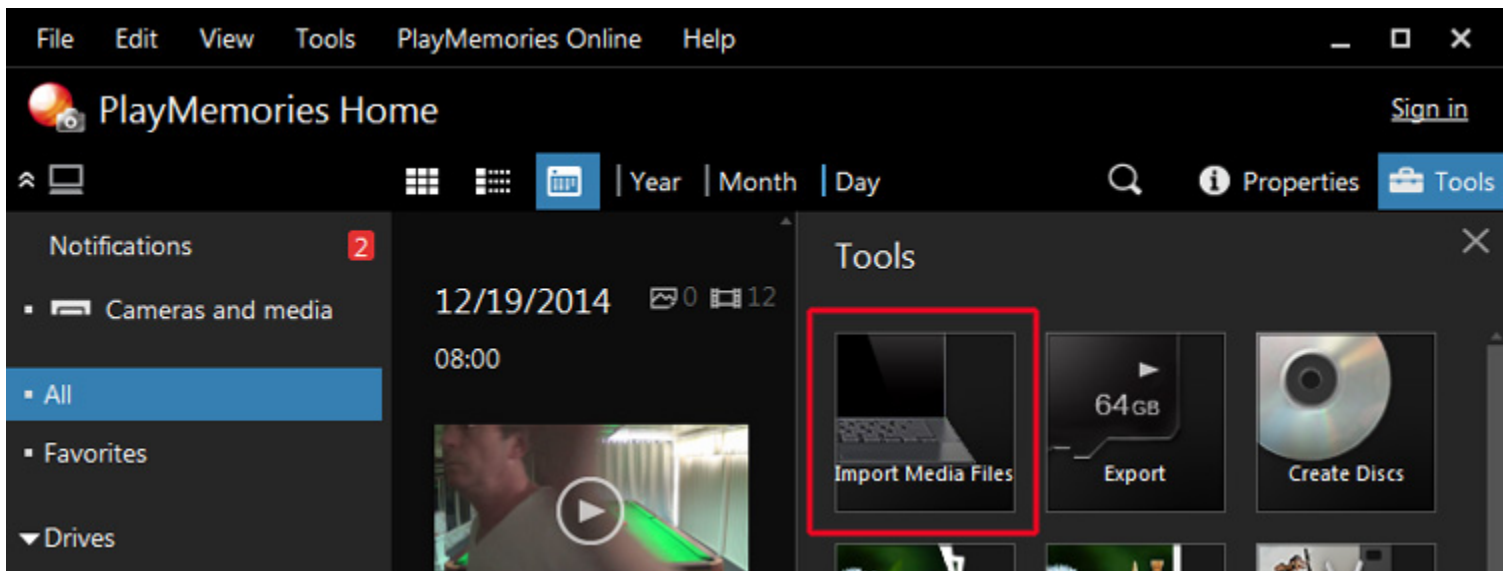 File Edit View Tools PlayMemories Online Help
6 PlayMemories Home Sign in
Year Month Day Properties Tools
Notifications 2
Cameras and media
All
Favorites
Drives
12/19/2014 0 12
08:00
Tools
64GB
Import Media Files Export Create Discs